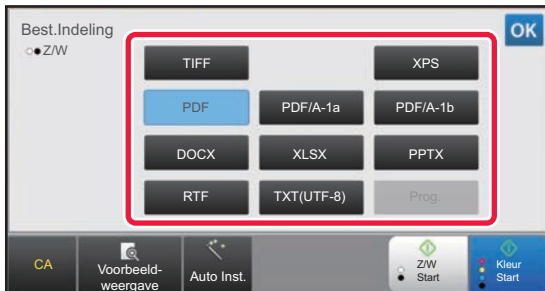 Best.Indeling
OK
Z/W
TIFF
XPS
PDF
PDF/A-1a
PDF/A-1b
DOCX
XLSX
PPTX
RTF
TXT(UTF-8)
Prog.
CA
Voorbeeld-
weergave
Auto Inst.
Z/W
Start
Kleur
Start